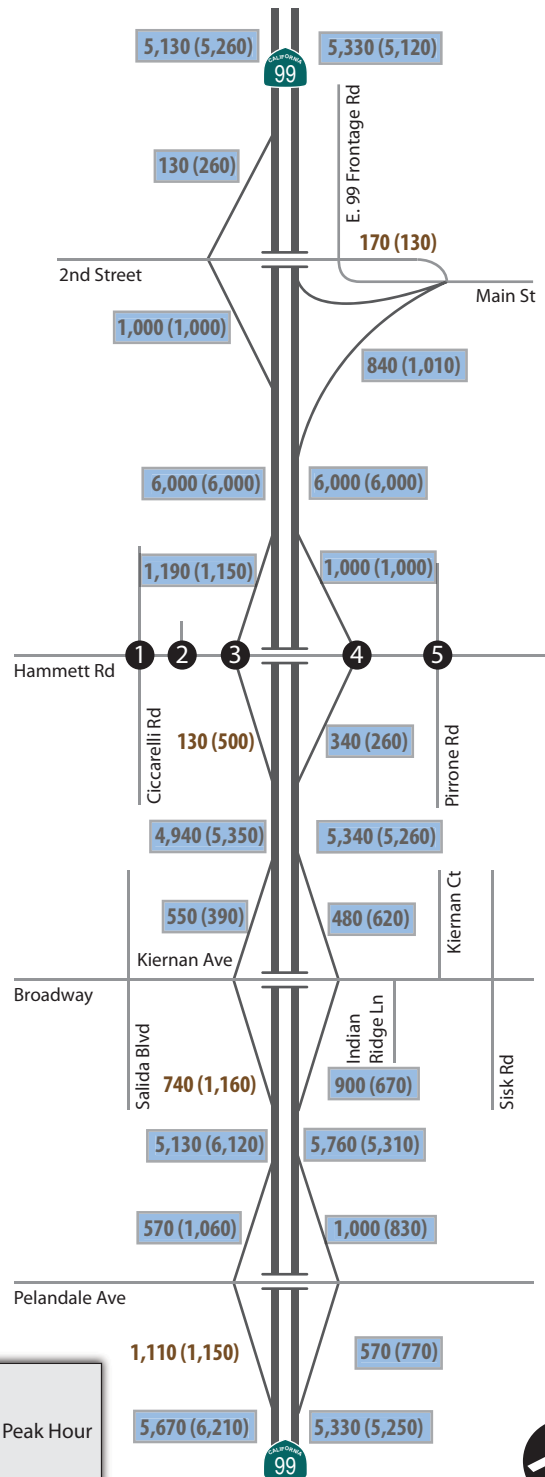 5,130 (5,260)
5,330 (5,120)
CALIFORNIA
99
E. 99 Frontage Rd
130 (260)
170 (130)
2nd Street
Main St
1,000 (1,000)
840 (1,010)
6,000 (6,000)
6,000 (6,000)
1,190 (1,150)
1,000 (1,000)
1
2
3
4
5
Hammett Rd
Ciccarelli Rd
130 (500)
340 (260)
Pirrone Rd
4,940 (5,350)
5,340 (5,260)
550 (390)
480 (620)
Kiernan Ct
Kiernan Ave
Broadway
Salida Blvd
Indian
Ridge Ln
Sisk Rd
740 (1,160)
900 (670)
5,130 (6,120)
5,760 (5,310)
570 (1,060)
1,000 (830)
Pelandale Ave
1,110 (1,150)
570 (770)
Peak Hour
5,670 (6,210)
5,330 (5,250)
CALIFORNIA
99